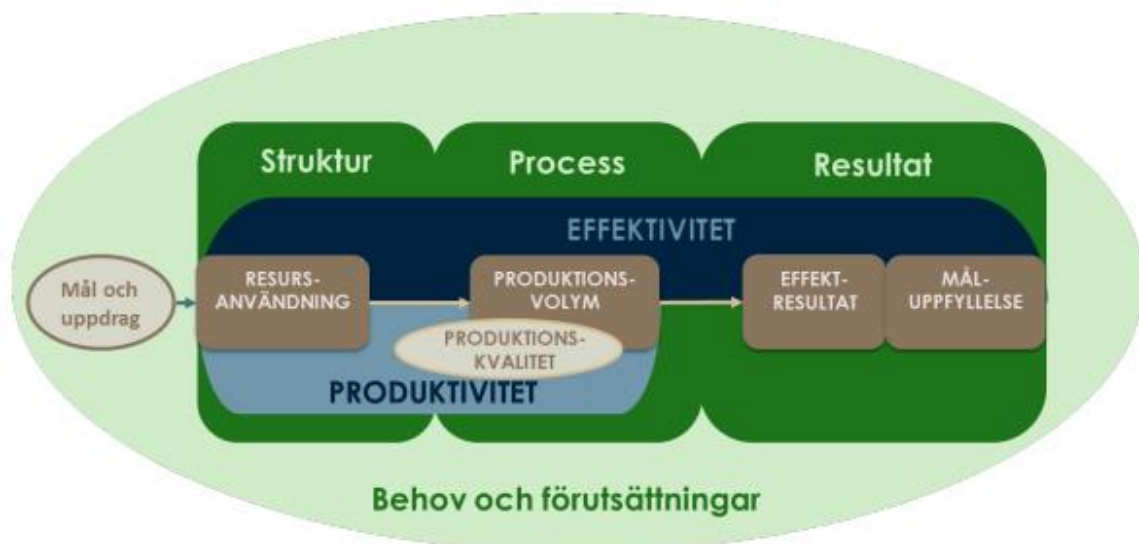 Struktur
Process
Resultat
EFFEKTIVITET
Mål och
uppdrag
RESURS-
ANVÄNDNING
PRODUKTIONS-
VOLYM
EFFEKT-
RESULTAT
MÅL-
UPPFYLLELSE
PRODUKTIONS-
KVALITET
PRODUKTIVITET
Behov och förutsättningar